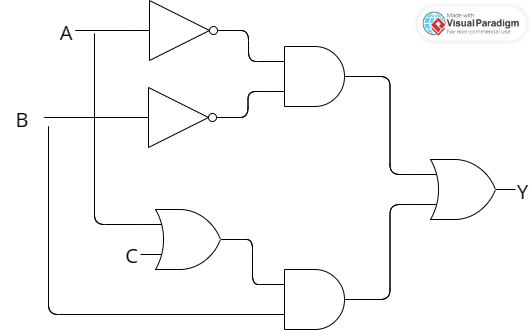 Made with
Visual Paradigm
For non-commercial use
A
B
C
Y